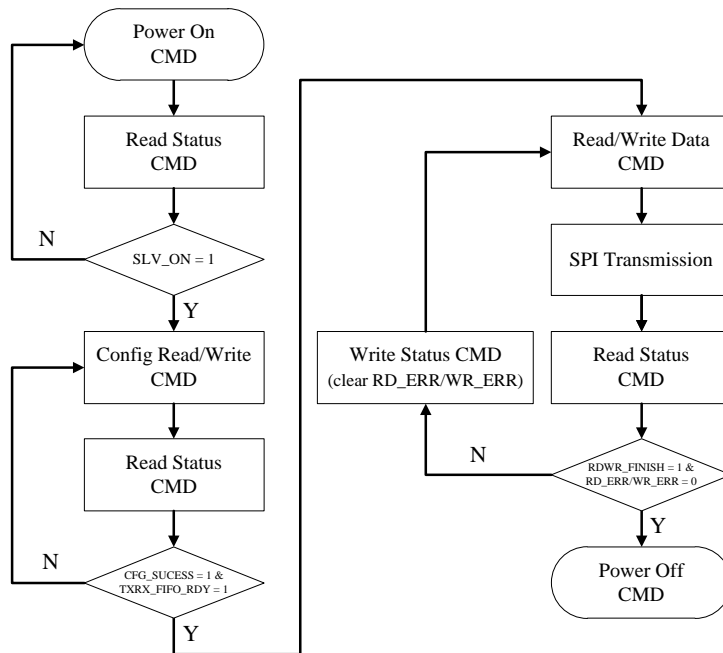 Power On
CMD
Read Status
CMD
N
SLV_ON = 1
Y
Config Read/Write
CMD
Read Status
CMD
N
CFG_SUCESS = 1 &
TXRX_FIFO_RDY = 1
Y
Read/Write Data
CMD
SPI Transmission
Write Status CMD
(clear RD_ERR/WR_ERR)
Read Status
CMD
N
RDWR_FINISH = 1 &
RD_ERR/WR_ERR = 0
Y
Power Off
CMD